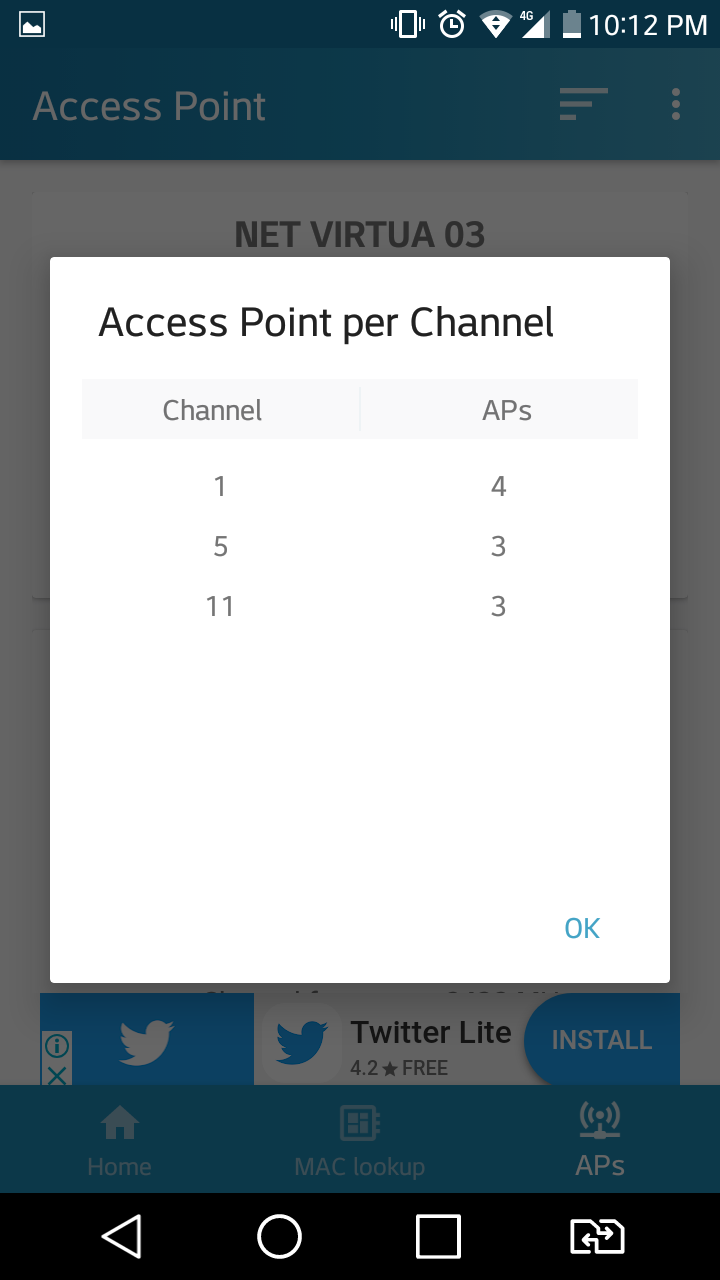 4G 10:12 PM
Access Point
NET VIRTUA 03
Access Point per Channel
Channel APs
1 4
5 3
11 3
OK
Twitter Lite
4.2 FREE
INSTALL
Home MAC lookup APs